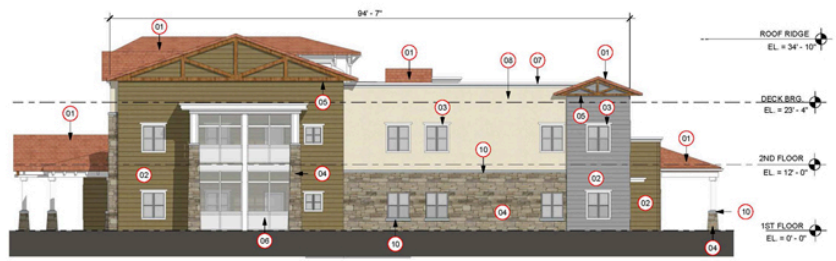 94' - 7"
01
01
01
08
07
01
ROOF RIDGE
EL. = 34' - 10"
05
05
03
03
DECK BRG.
EL. = 23' - 4"
01
01
10
2ND FLOOR
EL. = 12' - 0"
02
04
02
02
04
06
10
10
04
1ST FLOOR
EL. = 0' - 0"